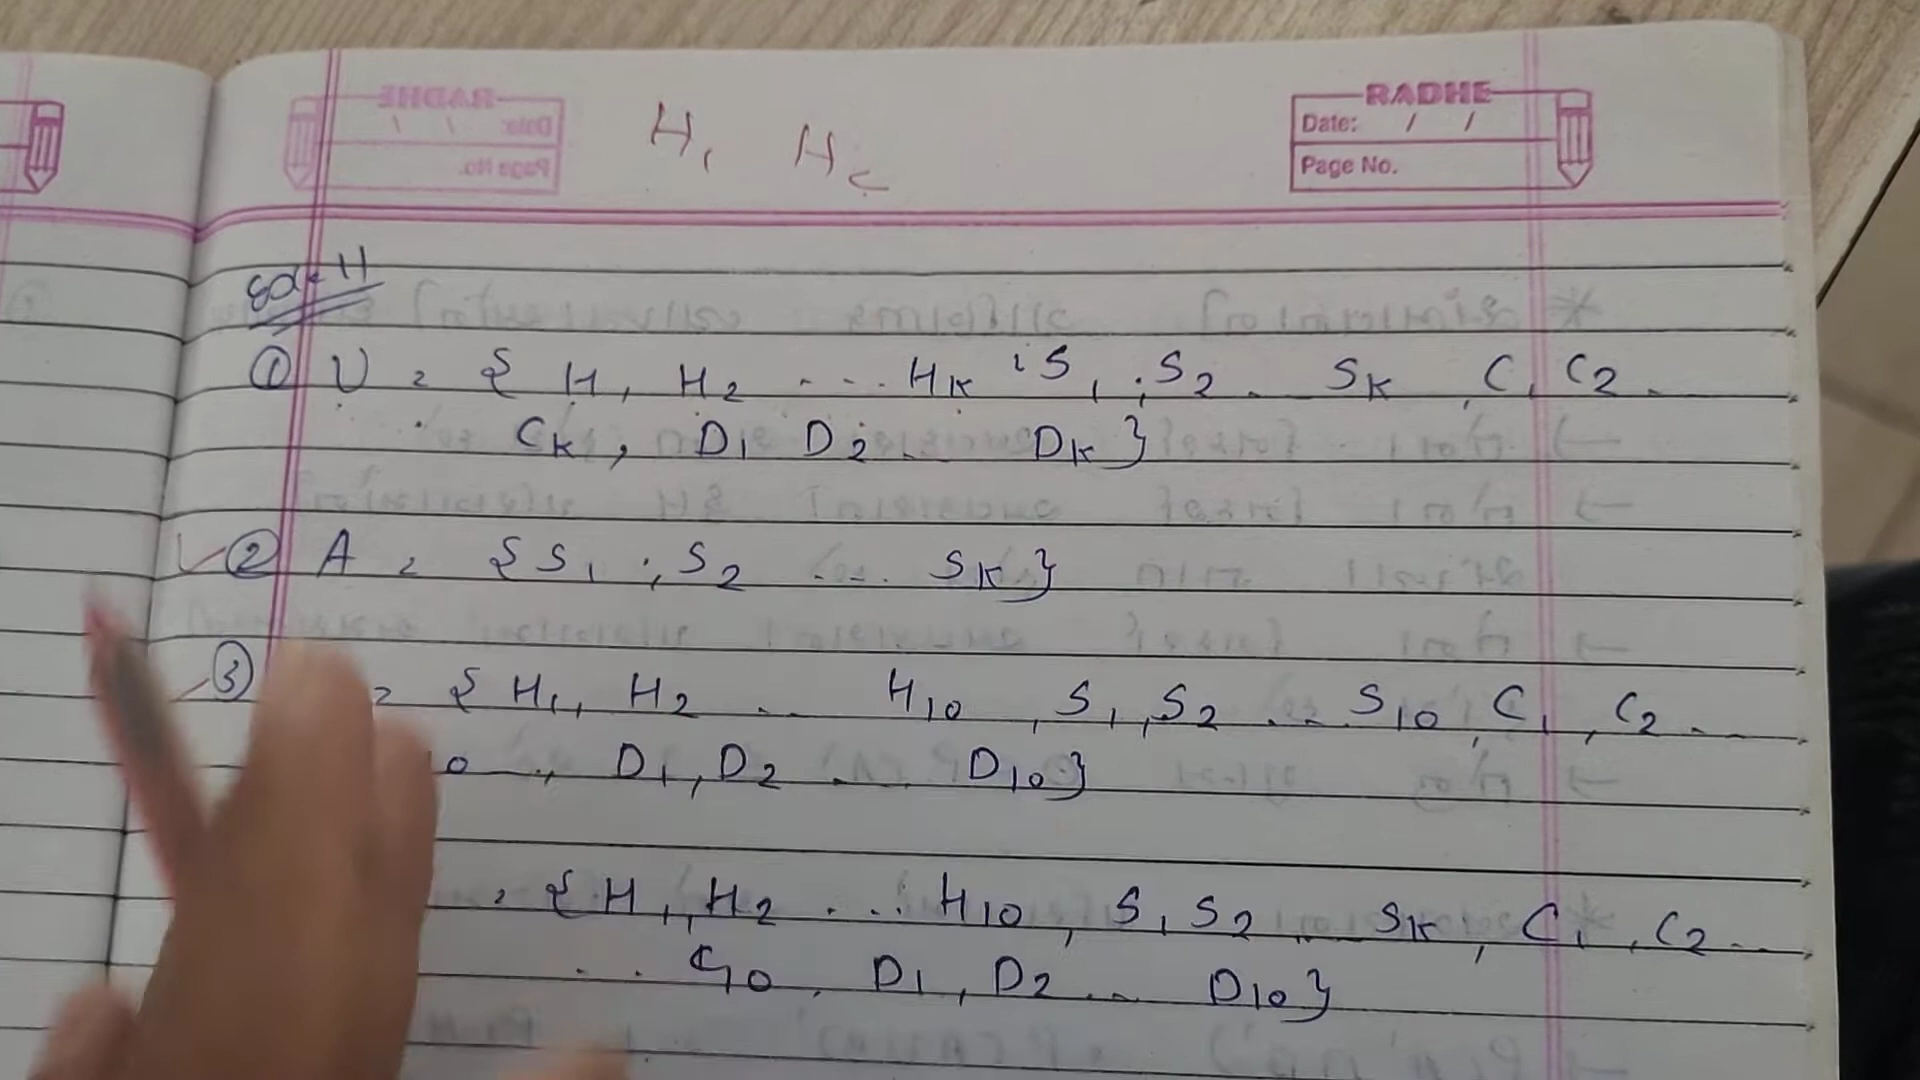 RADHE
Date: / /
Page No.
H1 H
① U = { H1 H2 ... HK , S1 , S2 .. SK , C1 C2 ..
CK , D1 D2 .. DK }
② A = { S1 , S2 ... SK }
③ = { H1, H2 .. H10 , S1, S2 ... S10, C1, C2 ...
10 , D1, D2 .. D10 }
= { H1, H2 ... H10, S1 S2 ... SK, C1, C2 ..
.. C10 , D1, D2 ... D10 }